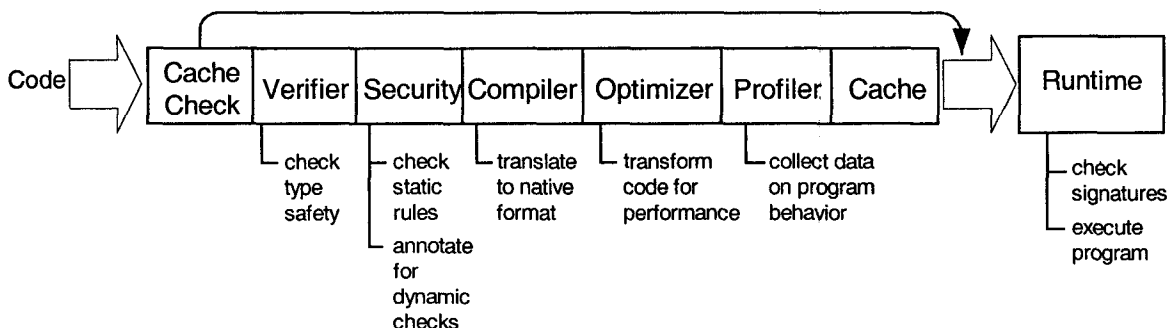 Code
Cache
Check
Verifier
Security
Compiler
Optimizer
Profiler
Cache
Runtime
check
type
safety
check
static
rules
annotate
for
dynamic
checks
translate
to native
format
transform
code for
performance
collect data
on program
behavior
check
signatures
execute
program